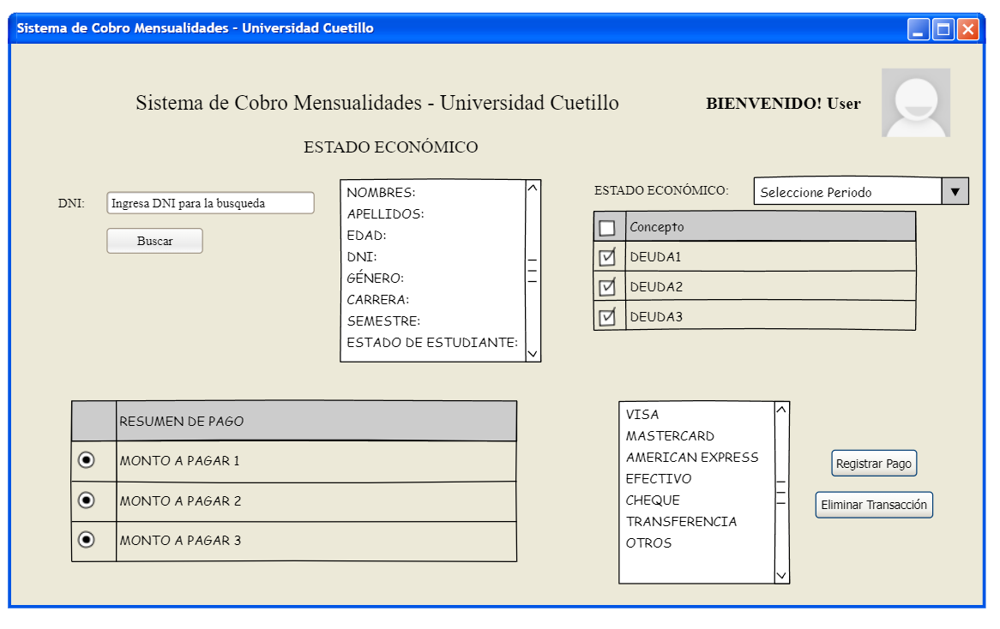 Sistema de Cobro Mensualidades - Universidad Cuetillo
Sistema de Cobro Mensualidades - Universidad Cuetillo
BIENVENIDO! User
ESTADO ECONÓMICO
DNI:
Ingresa DNI para la busqueda
Buscar
NOMBRES:
APELLIDOS:
EDAD:
DNI:
GÉNERO:
CARRERA:
SEMESTRE:
ESTADO DE ESTUDIANTE:
ESTADO ECONÓMICO:
Seleccione Periodo
Concepto
DEUDA1
DEUDA2
DEUDA3
RESUMEN DE PAGO
MONTO A PAGAR 1
MONTO A PAGAR 2
MONTO A PAGAR 3
VISA
MASTERCARD
AMERICAN EXPRESS
EFECTIVO
CHEQUE
TRANSFERENCIA
OTROS
Registrar Pago
Eliminar Transacción